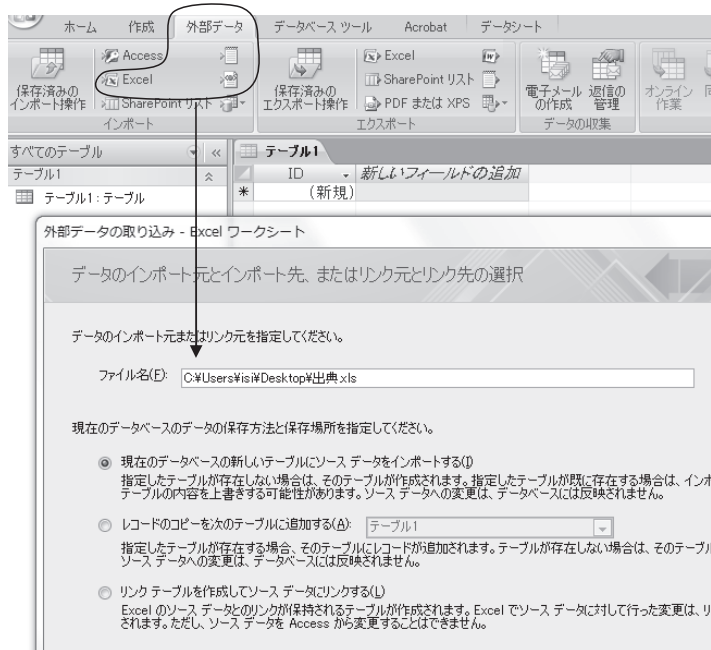 ホーム 作成 外部データ データベース ツール Acrobat データシート
Access
Excel
SharePoint リスト
保存済みの
インポート操作
インポート
保存済みの
エクスポート操作
Excel
SharePoint リスト
PDF または XPS
エクスポート
電子メール
の作成
返信の
管理
データの収集
オンライン
作業
すべてのテーブル
テーブル1
テーブル1 : テーブル
テーブル1
ID 新しいフィールドの追加
* (新規)
外部データの取り込み - Excel ワークシート
データのインポート元とインポート先、またはリンク元とリンク先の選択
データのインポート元またはリンク元を指定してください。
ファイル名(F): C:¥Users¥isi¥Desktop¥出典.xls
現在のデータベースのデータの保存方法と保存場所を指定してください。
現在のデータベースの新しいテーブルにソース データをインポートする(I)
指定したテーブルが存在しない場合は、そのテーブルが作成されます。指定したテーブルが既に存在する場合は、インポ
テーブルの内容を上書きする可能性があります。ソース データへの変更は、データベースには反映されません。
レコードのコピーを次のテーブルに追加する(A): テーブル1
指定したテーブルが存在する場合、そのテーブルにレコードが追加されます。テーブルが存在しない場合は、そのテーブル
ソース データへの変更は、データベースには反映されません。
リンク テーブルを作成してソース データにリンクする(L)
Excel のソース データとのリンクが保持されるテーブルが作成されます。Excel でソース データに対して行った変更は、リ
されます。ただし、ソース データを Access から変更することはできません。